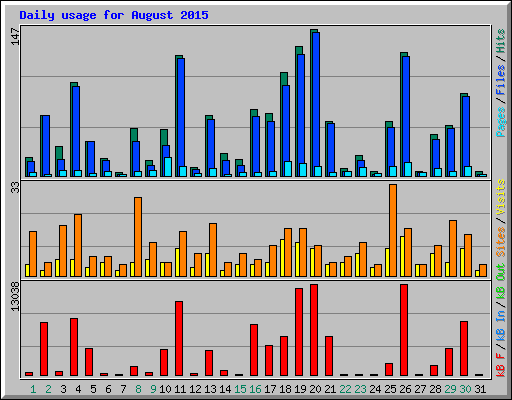 Daily usage for August 2015
147
Pages / Files / Hits
33
Sites / Visits
13038
kB F / kB In / kB Out
1 2 3 4 5 6 7 8 9 10 11 12 13 14 15 16 17 18 19 20 21 22 23 24 25 26 27 28 29 30 31